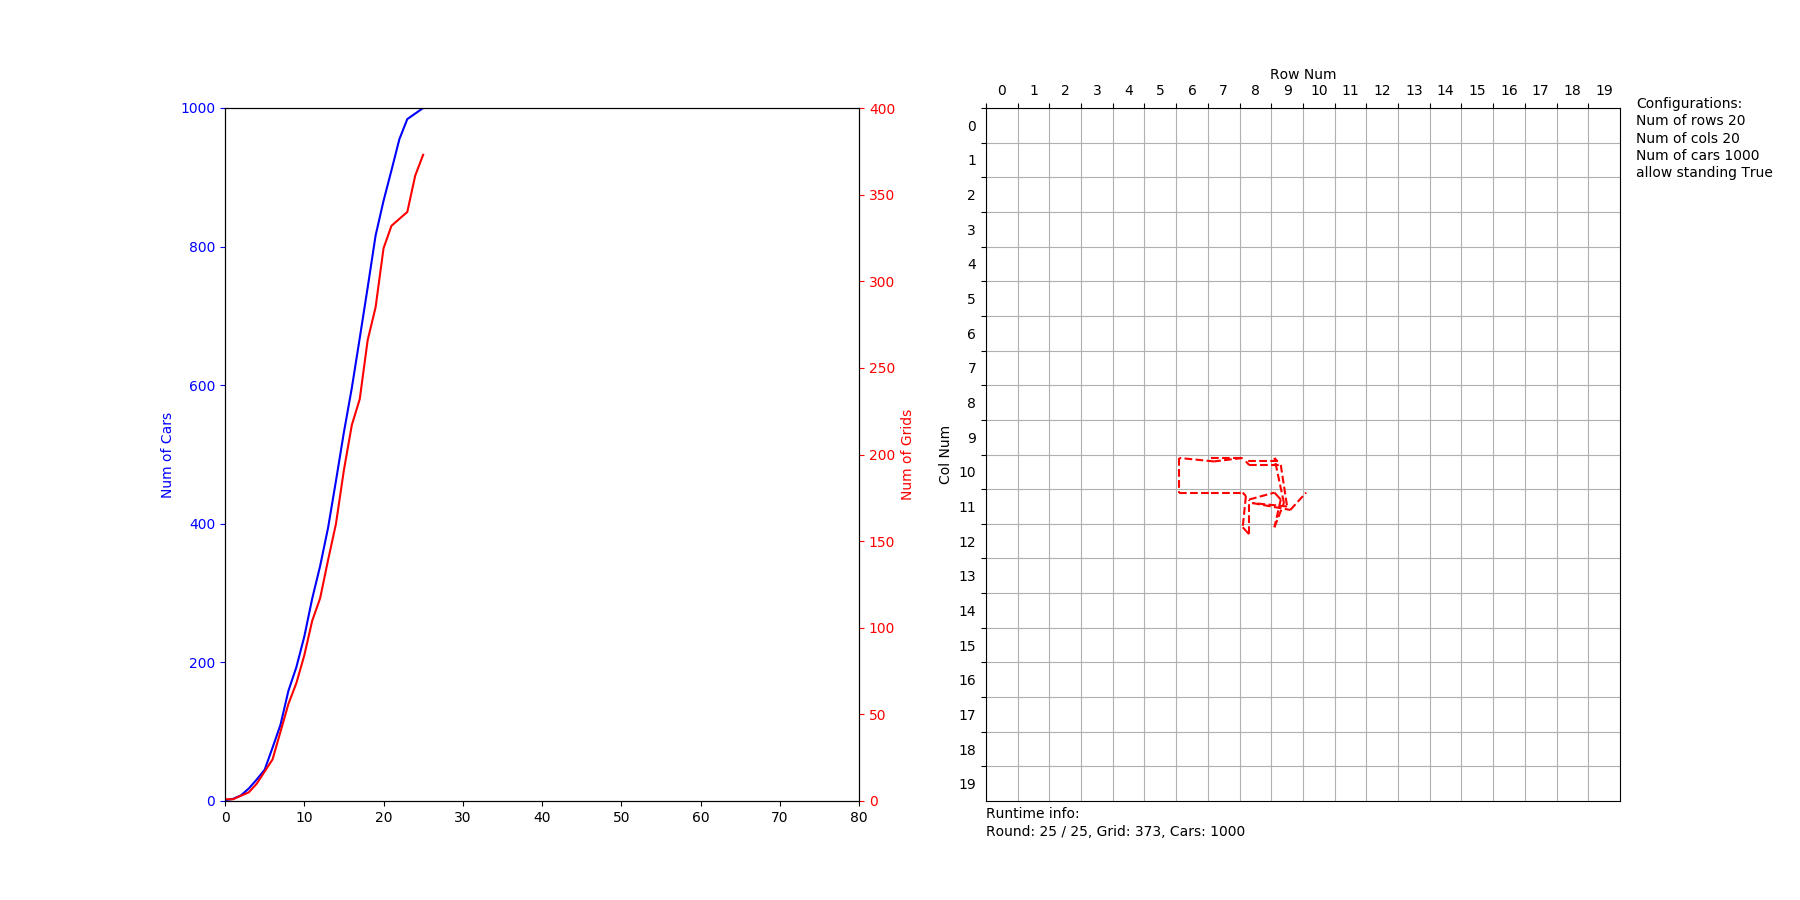 1000
800
600
400
200
0
Num of Cars
0 10 20 30 40 50 60 70 80
400
350
300
250
200
150
100
50
0
Num of Grids
Row Num
0 1 2 3 4 5 6 7 8 9 10 11 12 13 14 15 16 17 18 19
Col Num
0
1
2
3
4
5
6
7
8
9
10
11
12
13
14
15
16
17
18
19
Configurations:
Num of rows 20
Num of cols 20
Num of cars 1000
allow standing True
Runtime info:
Round: 25 / 25, Grid: 373, Cars: 1000